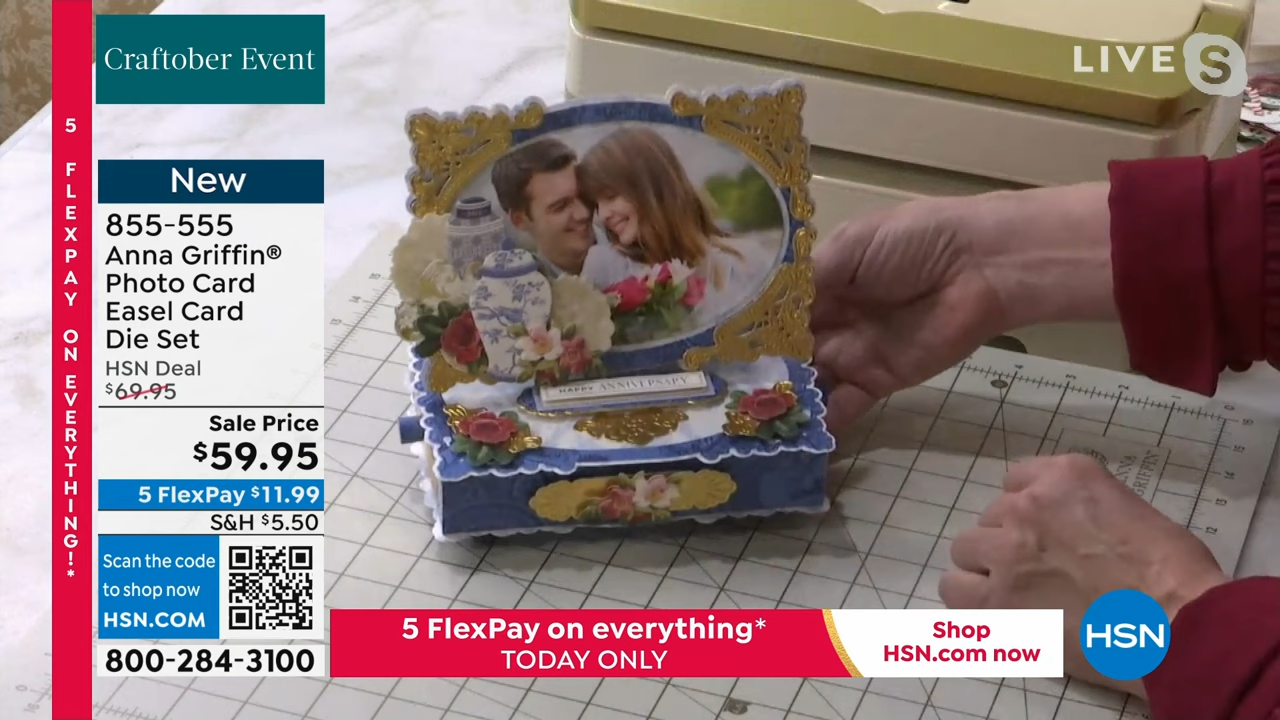 Craftober Event
LIVE S
5 FLEXPAY ON EVERYTHING!*
New
855-555
Anna Griffin®
Photo Card
Easel Card
Die Set
HSN Deal
$69.95
Sale Price
$59.95
5 FlexPay $11.99
S&H $5.50
Scan the code
to shop now
HSN.COM
800-284-3100
HAPPY ANNIVERSARY
ANNA
GRIFFIN
5 FlexPay on everything*
TODAY ONLY
Shop
HSN.com now
HSN